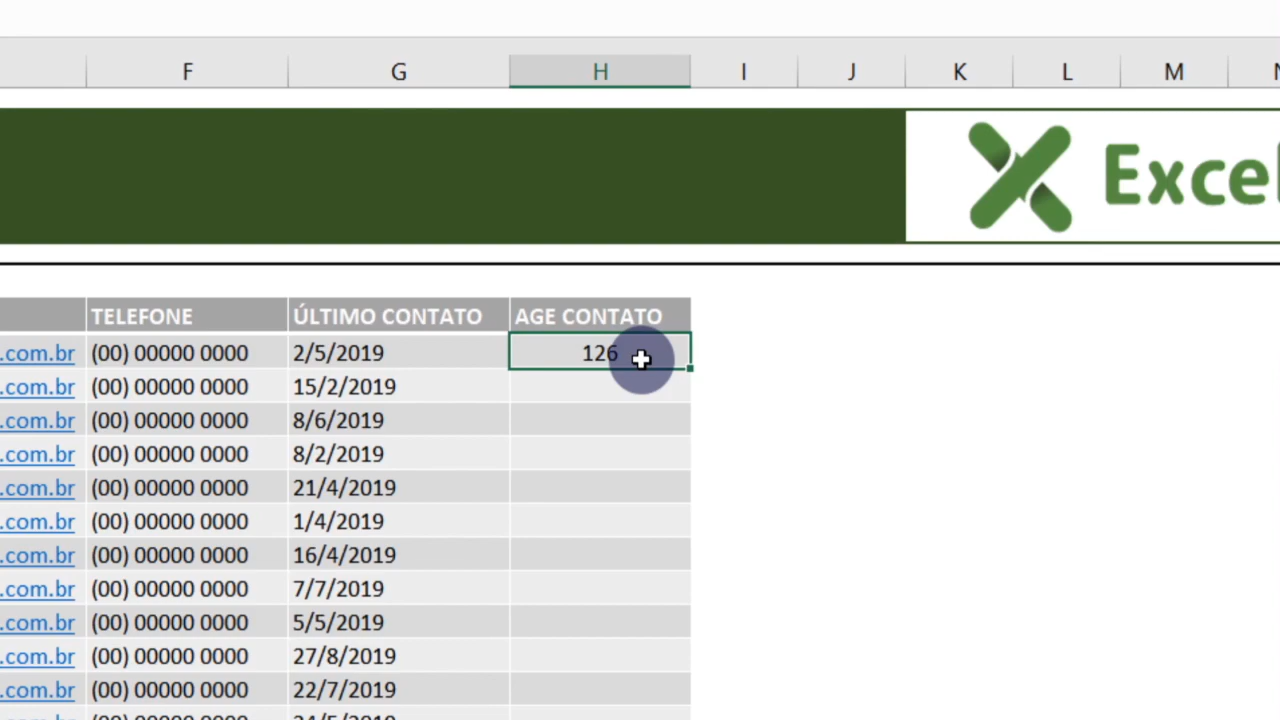 F G H I J K L M
Excel
TELEFONE ÚLTIMO CONTATO AGE CONTATO
.com.br (00) 00000 0000 2/5/2019 126
.com.br (00) 00000 0000 15/2/2019
.com.br (00) 00000 0000 8/6/2019
.com.br (00) 00000 0000 8/2/2019
.com.br (00) 00000 0000 21/4/2019
.com.br (00) 00000 0000 1/4/2019
.com.br (00) 00000 0000 16/4/2019
.com.br (00) 00000 0000 7/7/2019
.com.br (00) 00000 0000 5/5/2019
.com.br (00) 00000 0000 27/8/2019
.com.br (00) 00000 0000 22/7/2019